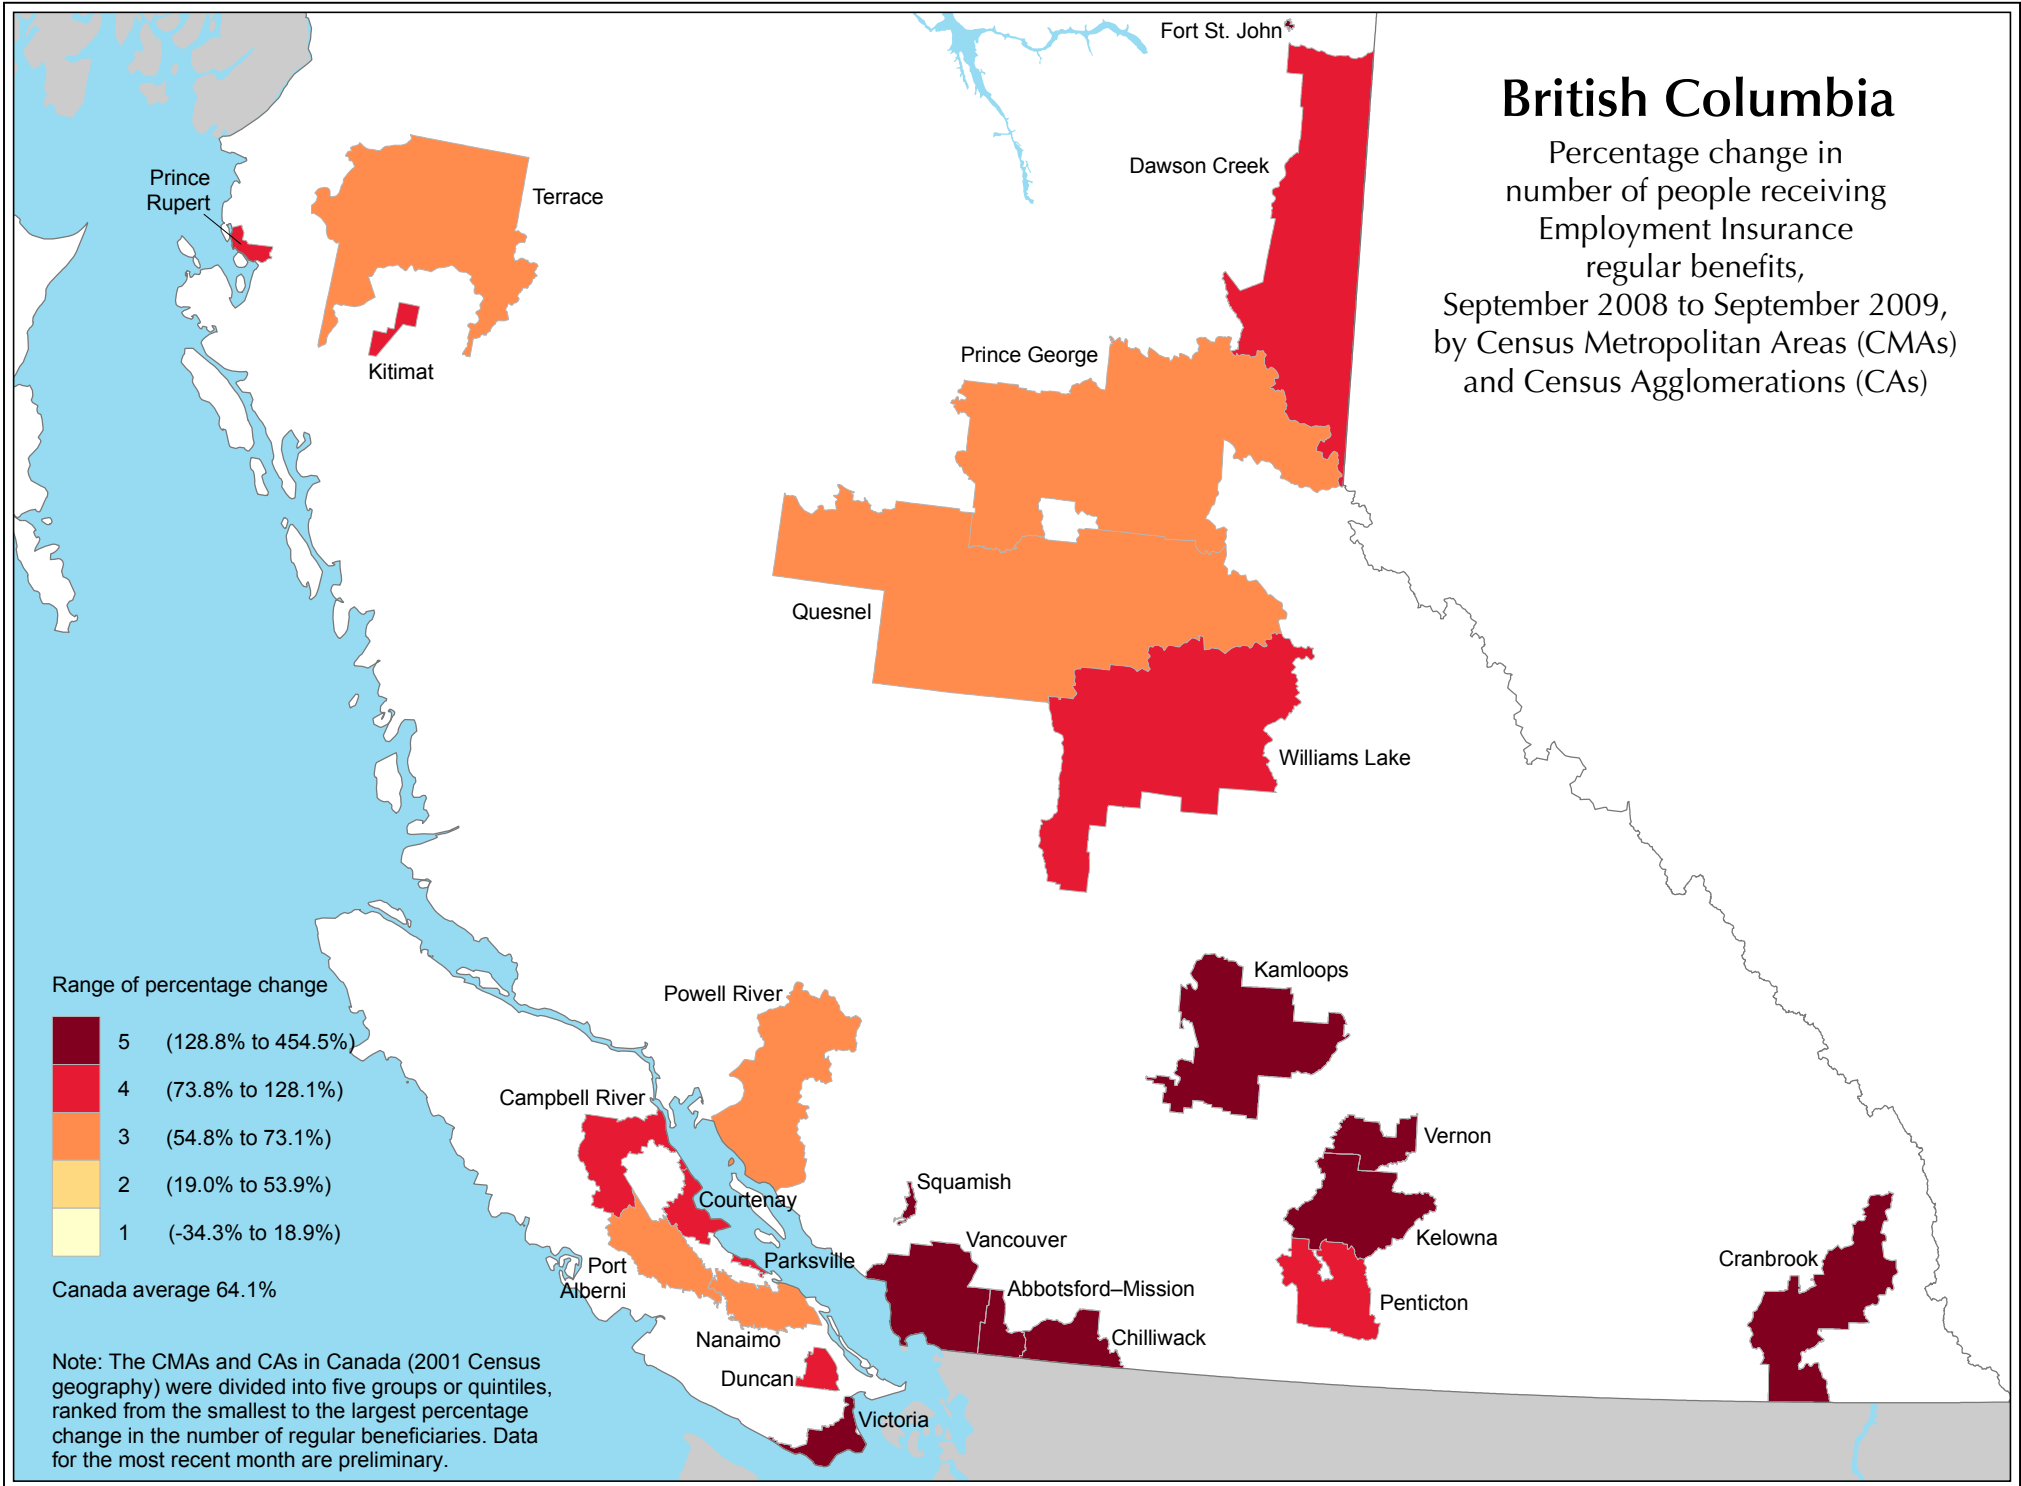 British Columbia
Percentage change in
number of people receiving
Employment Insurance
regular benefits,
September 2008 to September 2009,
by Census Metropolitan Areas (CMAs)
and Census Agglomerations (CAs)
Fort St. John
Dawson Creek
Prince
Rupert
Terrace
Kitimat
Prince George
Quesnel
Williams Lake
Kamloops
Powell River
Campbell River
Vernon
Squamish
Courtenay
Kelowna
Vancouver
Cranbrook
Parksville
Port
Alberni
Abbotsford–Mission
Penticton
Chilliwack
Nanaimo
Duncan
Victoria
Range of percentage change
5 (128.8% to 454.5%)
4 (73.8% to 128.1%)
3 (54.8% to 73.1%)
2 (19.0% to 53.9%)
1 (-34.3% to 18.9%)
Canada average 64.1%
Note: The CMAs and CAs in Canada (2001 Census
geography) were divided into five groups or quintiles,
ranked from the smallest to the largest percentage
change in the number of regular beneficiaries. Data
for the most recent month are preliminary.